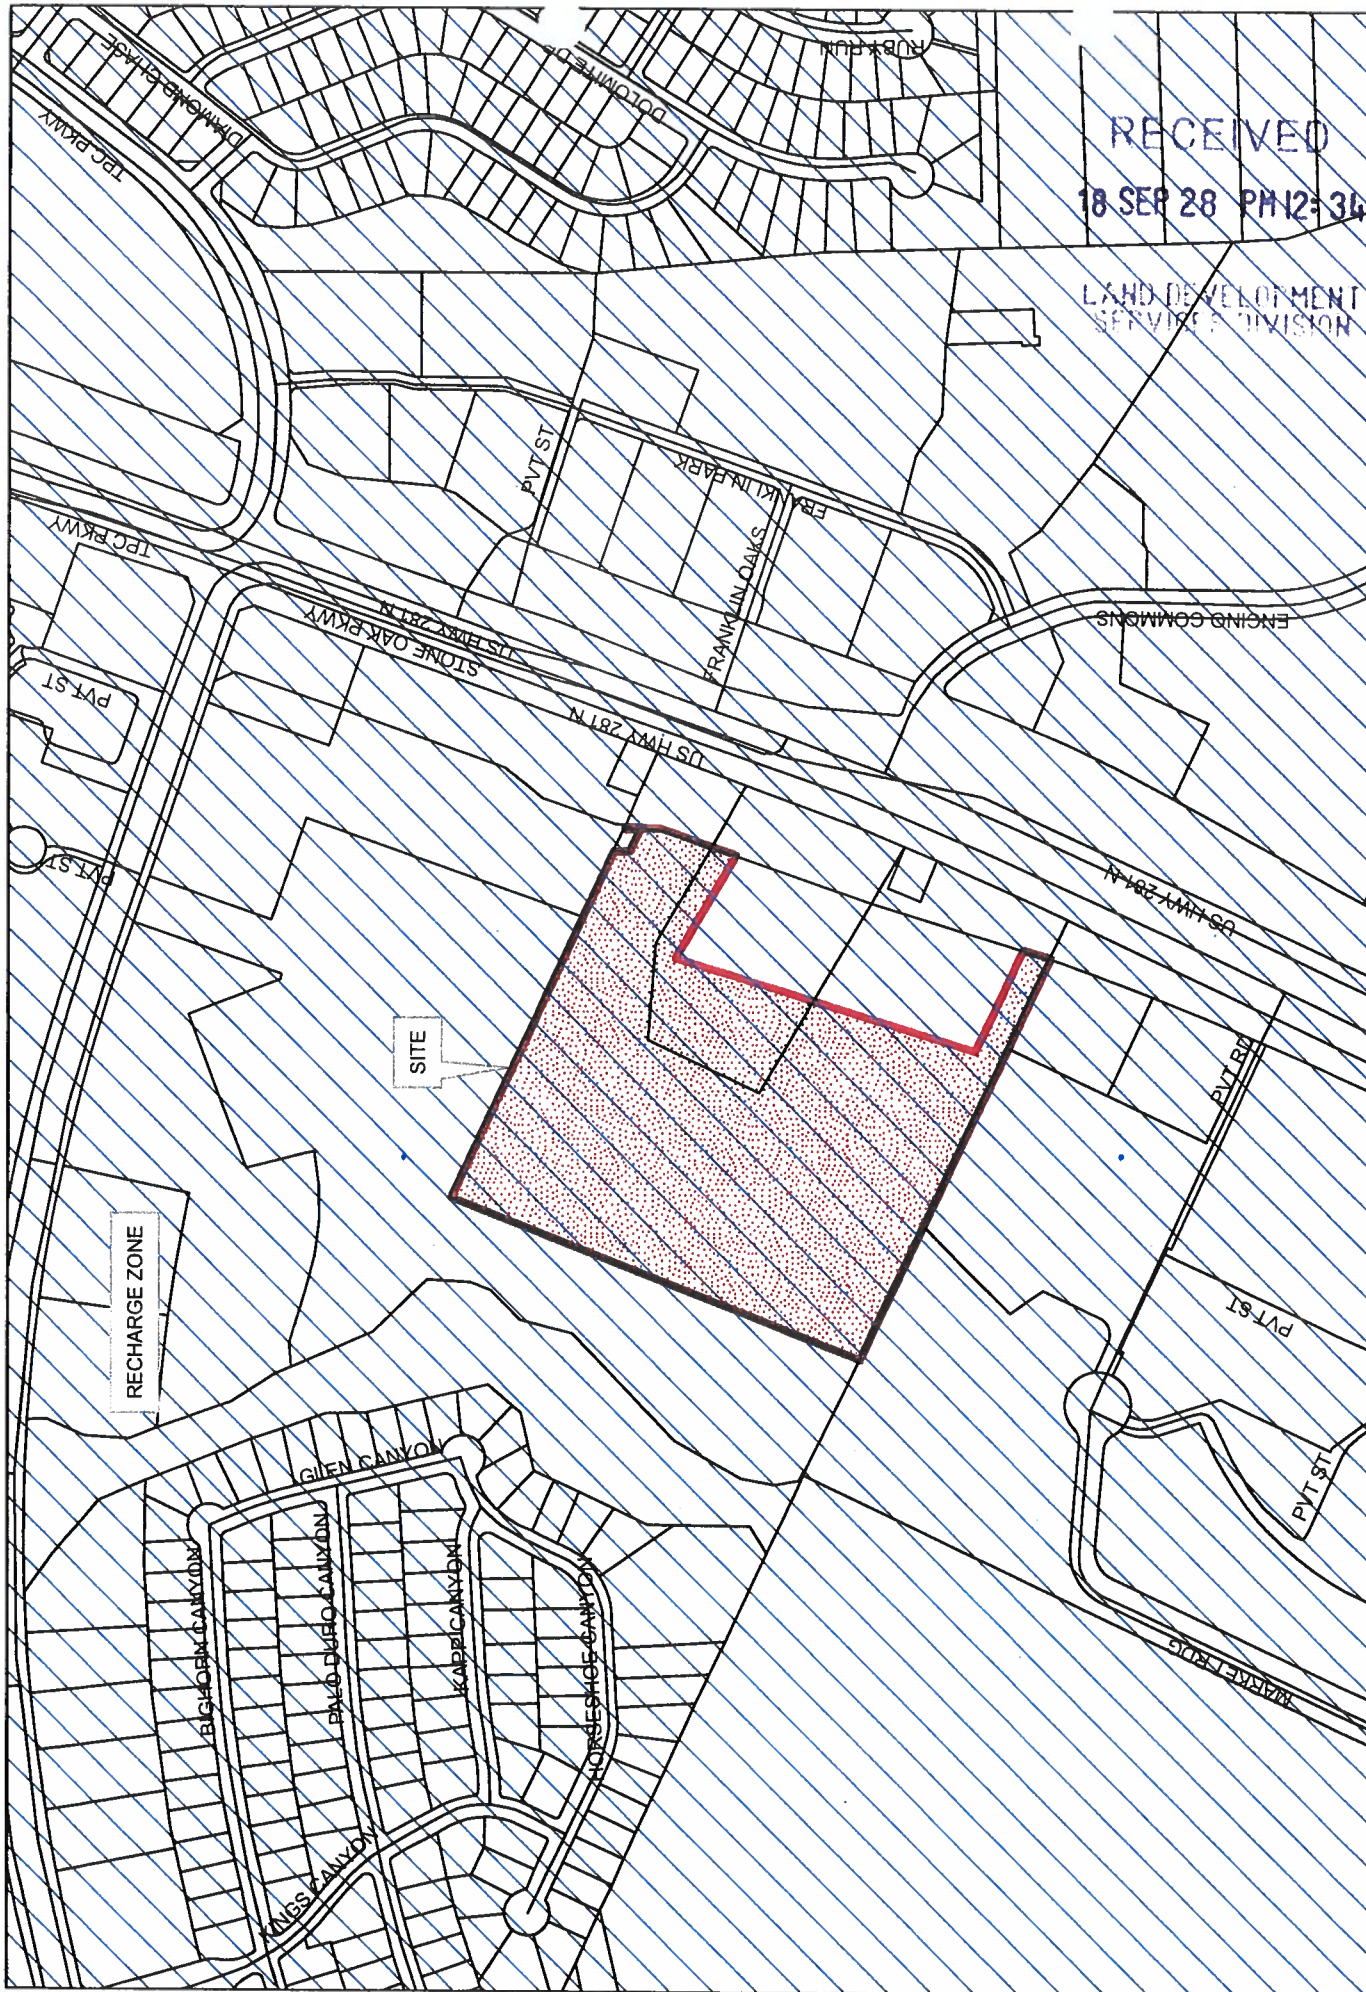 TPC PKWY
DIAMOND CHASE
DOLOMITE DR
RUBY RUN
RECEIVED
18 SEP 28 PM 12:34
LAND DEVELOPMENT
SERVICES DIVISION
TPC PKWY
PVT ST
FRANKLIN PARK
FRANKLIN OAKS
US HWY 281 N
STONE OAK PKWY
US HWY 281 N
ENCINO COMMONS
PVT ST
PVT ST
US HWY 281 N
SITE
RECHARGE ZONE
PVT RD
PVT ST
PVT ST
MARKET RDG
GLEN CANYON
BIGHORN CANYON
PALO DURO CANYON
KARRI CANYON
HORSESHOE CANYON
KINGS CANYON